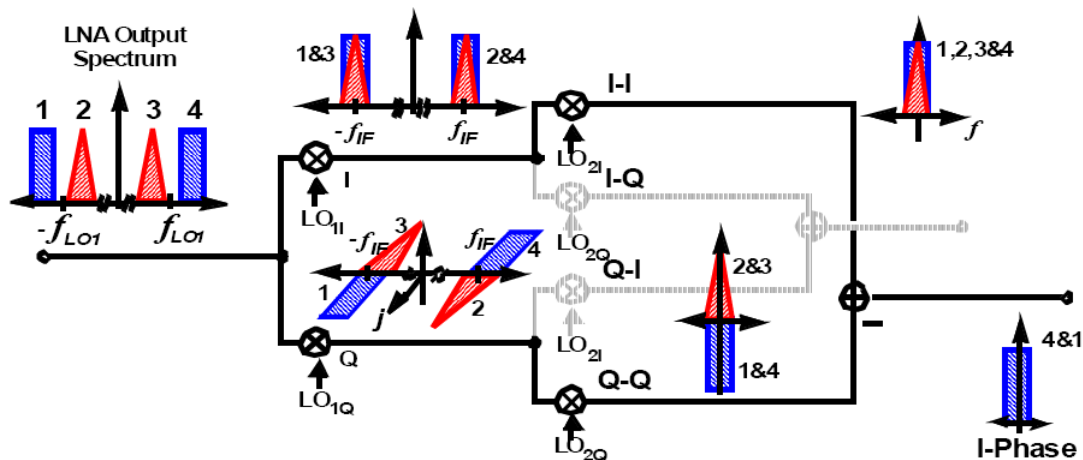 LNA Output
Spectrum
1 2 3 4
-fLO1 fLO1
1&3 2&4
-fIF fIF
I
LO1I
-fIF 3 fIF 4
1 j 2
Q
LO1Q
I-I
LO2I
I-Q
LO2Q
Q-I
LO2I
Q-Q
LO2Q
2&3
1&4
1,2,3&4
f
4&1
I-Phase